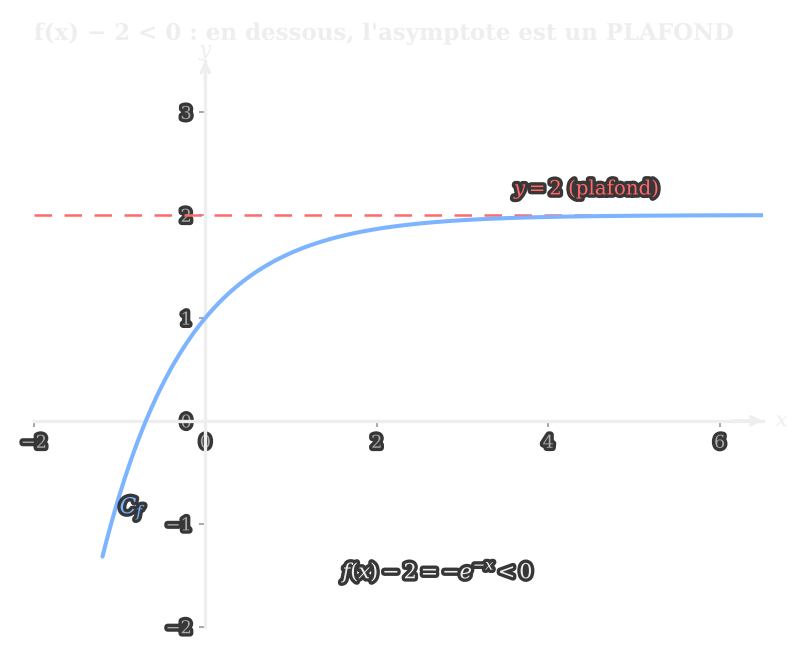 f(x) − 2 < 0 : en dessous, l'asymptote est un PLAFOND
y
3
y = 2 (plafond)
2
1
0
x
−2 0 2 4 6
C_f
−1
f(x) − 2 = −e^{−x} < 0
−2